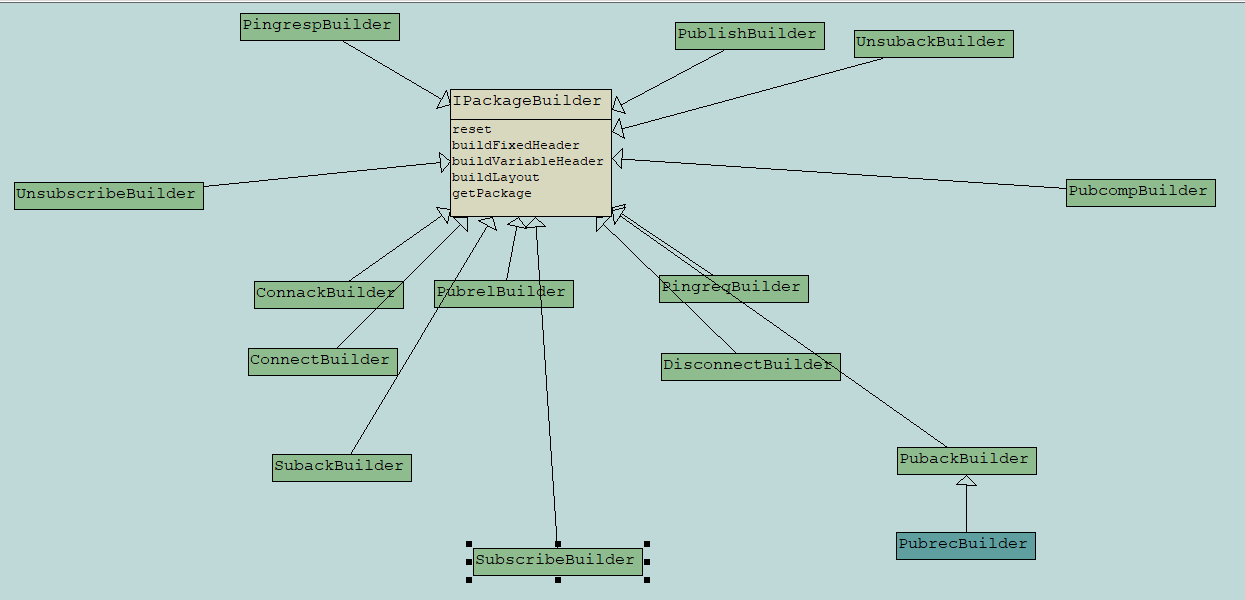 PingrespBuilder
PublishBuilder
UnsubackBuilder
IPackageBuilder
reset
buildFixedHeader
buildVariableHeader
buildLayout
getPackage
UnsubscribeBuilder
PubcompBuilder
ConnackBuilder
PubrelBuilder
PingreqBuilder
ConnectBuilder
DisconnectBuilder
SubackBuilder
PubackBuilder
PubrecBuilder
SubscribeBuilder